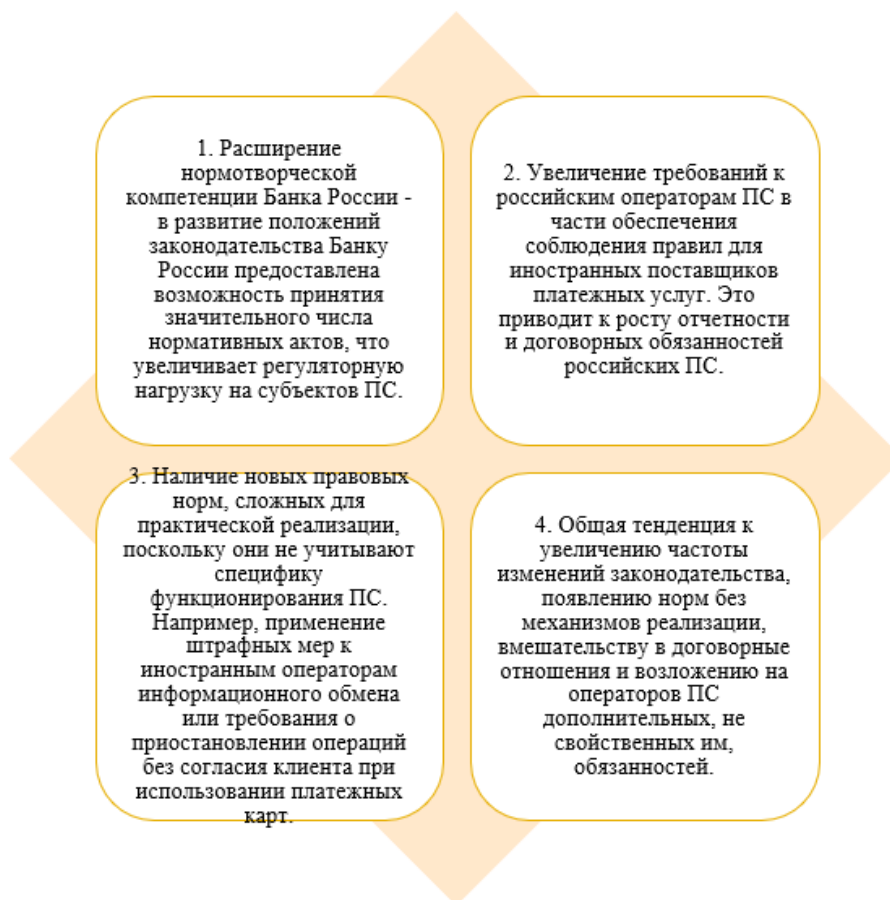 1. Расширение
нормотворческой
компетенции Банка России -
в развитие положений
законодательства Банку
России предоставлена
возможность принятия
значительного числа
нормативных актов, что
увеличивает регуляторную
нагрузку на субъектов ПС.
2. Увеличение требований к
российским операторам ПС в
части обеспечения
соблюдения правил для
иностранных поставщиков
платежных услуг. Это
приводит к росту отчетности
и договорных обязанностей
российских ПС.
3. Наличие новых правовых
норм, сложных для
практической реализации,
поскольку они не учитывают
специфику
функционирования ПС.
Например, применение
штрафных мер к
иностранным операторам
информационного обмена
или требования о
приостановлении операций
без согласия клиента при
использовании платежных
карт.
4. Общая тенденция к
увеличению частоты
изменений законодательства,
появлению норм без
механизмов реализации,
вмешательству в договорные
отношения и возложению на
операторов ПС
дополнительных, не
свойственных им,
обязанностей.